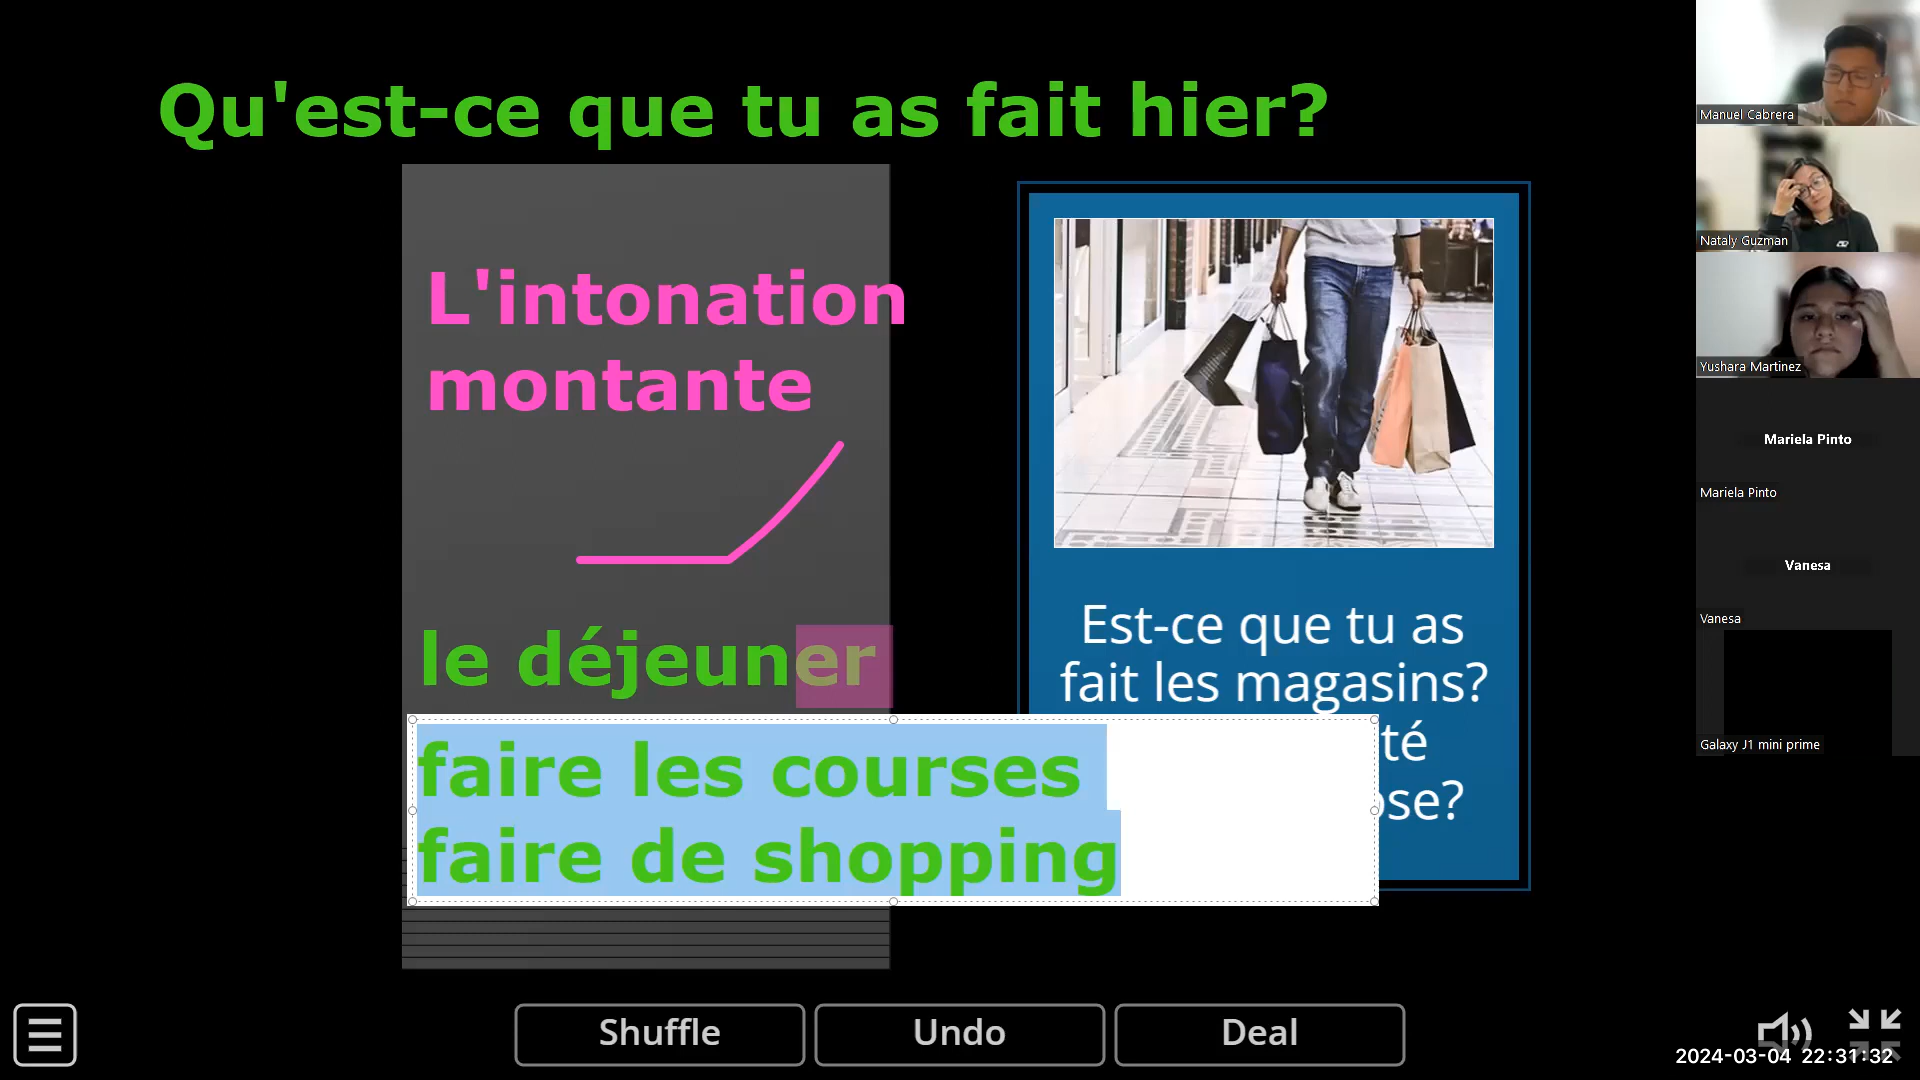 Qu'est-ce que tu as fait hier?
L'intonation
montante
le déjeuner
faire les courses
faire de shopping
Est-ce que tu as
fait les magasins?
té
ose?
Shuffle
Undo
Deal
Manuel Cabrera
Nataly Guzman
Yushara Martinez
Mariela Pinto
Mariela Pinto
Vanesa
Vanesa
Galaxy J1 mini prime
2024-03-04 22:31:32